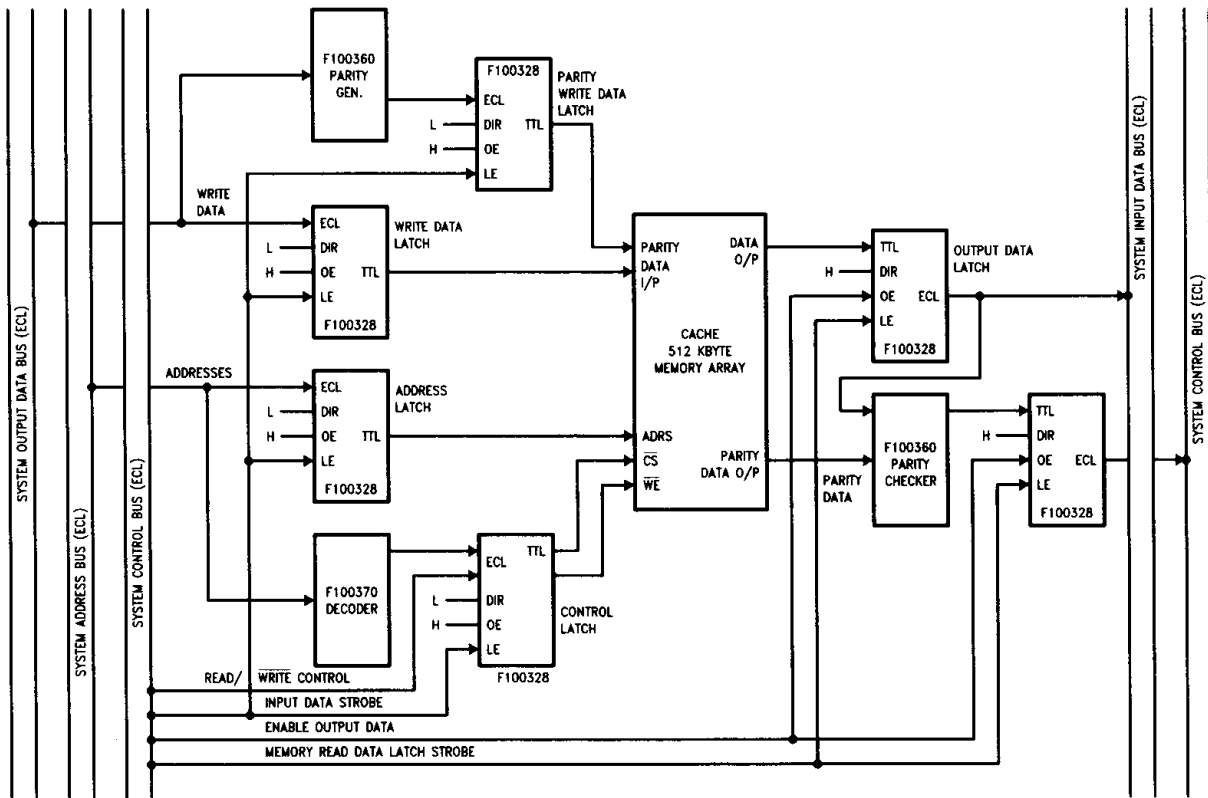 F100360
PARITY
GEN.
F100328
ECL
DIR
TTL
OE
LE
L
H
PARITY
WRITE DATA
LATCH
WRITE
DATA
ECL
DIR
OE
TTL
LE
L
H
F100328
WRITE DATA
LATCH
ADDRESSES
ECL
DIR
OE
TTL
LE
L
H
F100328
ADDRESS
LATCH
F100370
DECODER
TTL
ECL
DIR
OE
LE
L
H
F100328
CONTROL
LATCH
PARITY
DATA
I/P
DATA
O/P
CACHE
512 KBYTE
MEMORY ARRAY
ADRS
CS
WE
PARITY
DATA O/P
TTL
DIR
OE
ECL
LE
H
F100328
OUTPUT DATA
LATCH
F100360
PARITY
CHECKER
PARITY
DATA
TTL
DIR
OE
ECL
LE
H
F100328
READ/ WRITE CONTROL
INPUT DATA STROBE
ENABLE OUTPUT DATA
MEMORY READ DATA LATCH STROBE
SYSTEM OUTPUT DATA BUS (ECL)
SYSTEM ADDRESS BUS (ECL)
SYSTEM CONTROL BUS (ECL)
SYSTEM INPUT DATA BUS (ECL)
SYSTEM CONTROL BUS (ECL)